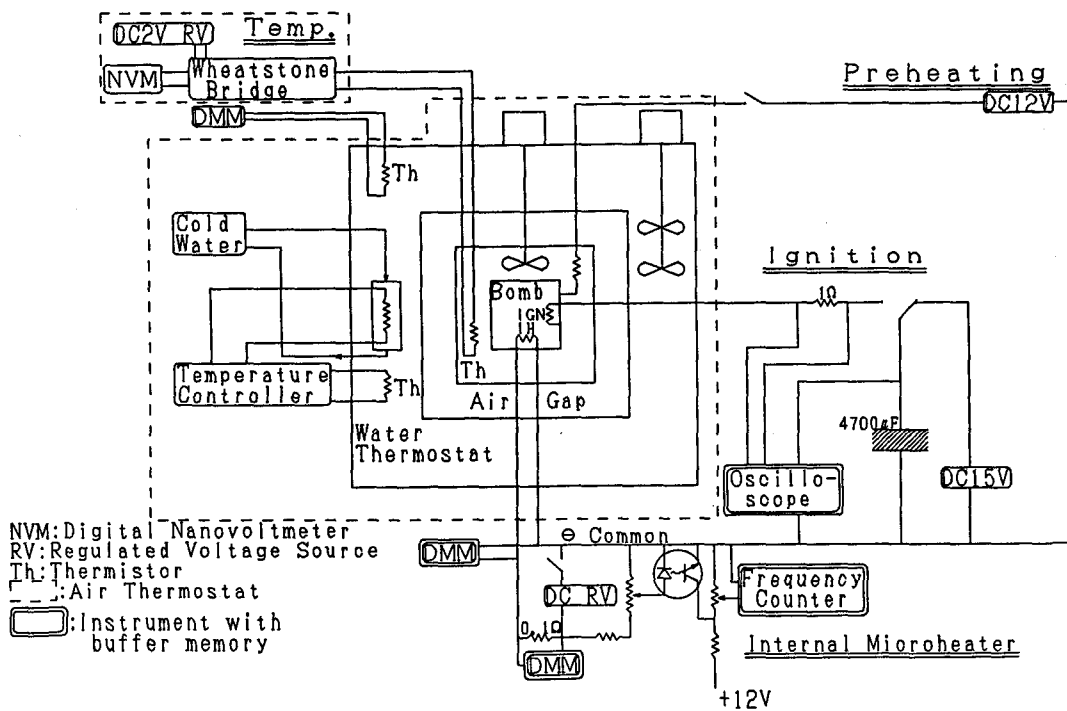 DC2V RV
Temp.
NVM
Wheatstone
Bridge
DMM
Preheating
DC12V
Th
Cold
Water
Bomb
IGN
IH
Ignition
1Ω
Temperature
Controller
Th
Th
Air Gap
Water
Thermostat
4700μF
Oscillo-
scope
DC15V
NVM:Digital Nanovoltmeter
RV:Regulated Voltage Source
Th:Thermistor
:Air Thermostat
:Instrument with
buffer memory
⊖ Common
DMM
DC RV
Frequency
Counter
0.1Ω
DMM
Internal Microheater
+12V